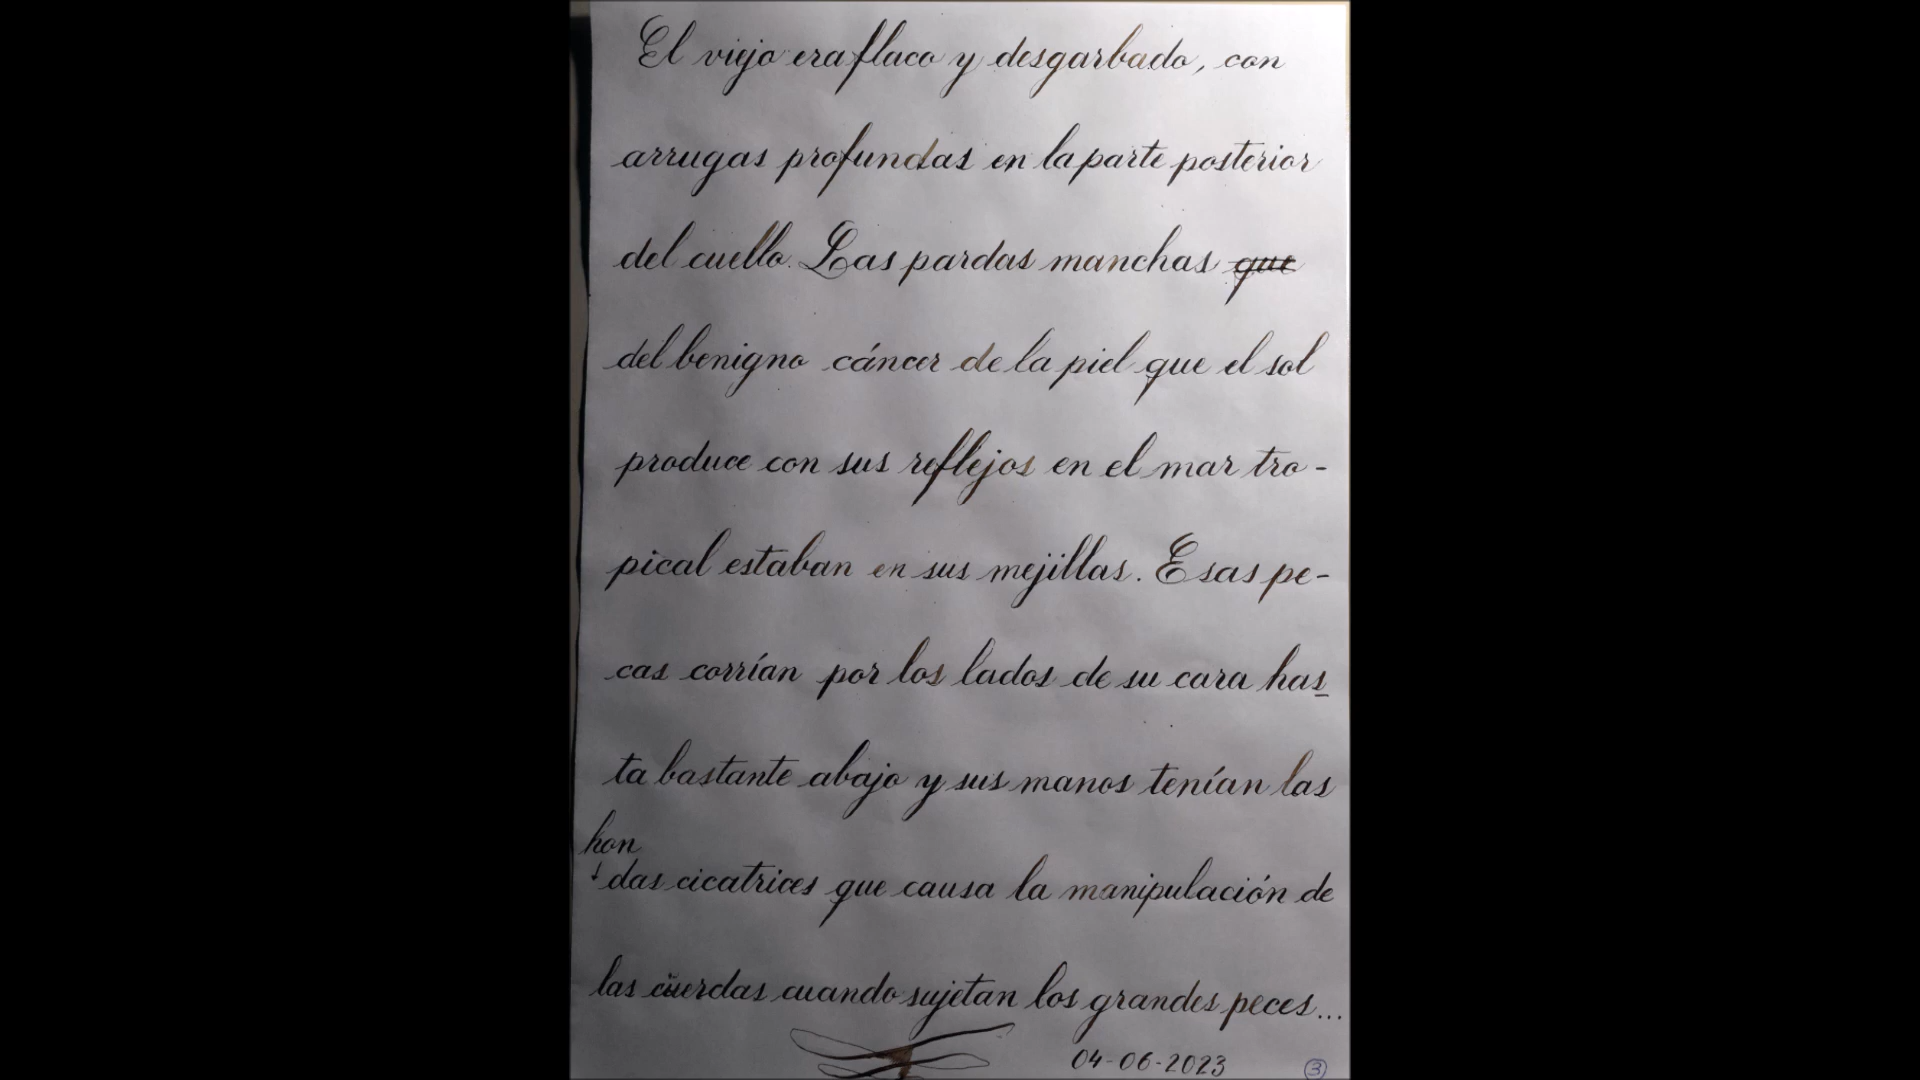 El viejo era flaco y desgarbado, con
arrugas profundas en la parte posterior
del cuello. Las pardas manchas que
del benigno cáncer de la piel que el sol
produce con sus reflejos en el mar tro-
pical estaban en sus mejillas. Esas pe-
cas corrían por los lados de su cara has_
ta bastante abajo y sus manos tenían las
hon
das cicatrices que causa la manipulación de
las cuerdas cuando sujetan los grandes peces...
04-06-2023
3